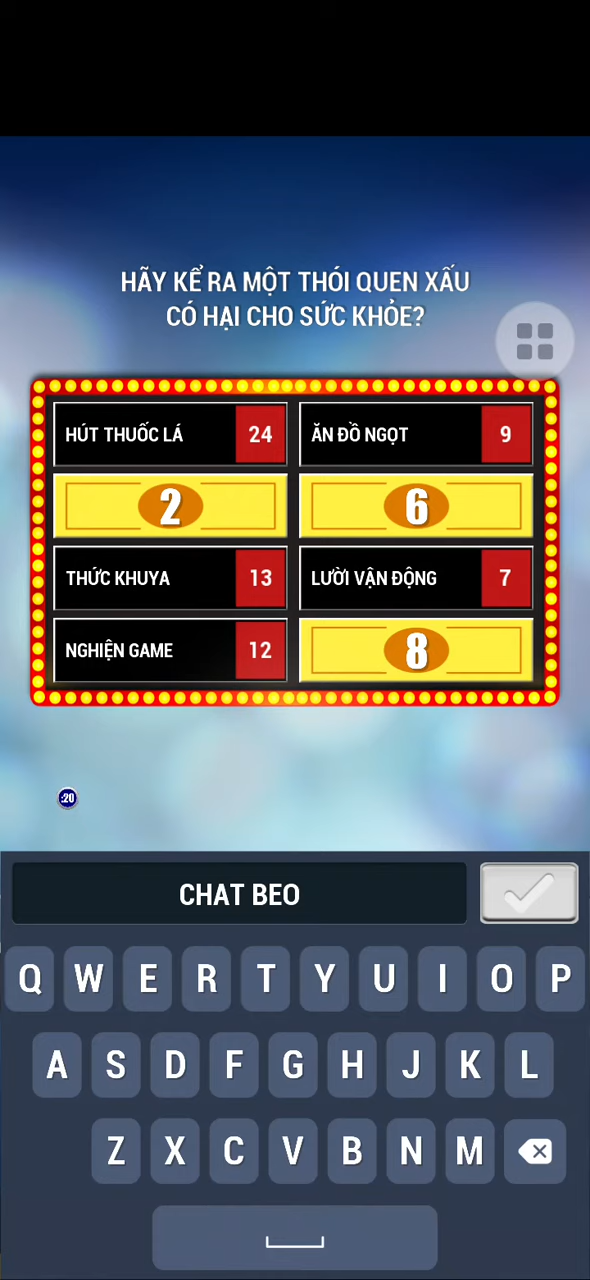 HÃY KỂ RA MỘT THÓI QUEN XẤU
CÓ HẠI CHO SỨC KHỎE?
HÚT THUỐC LÁ 24
ĂN ĐỒ NGỌT 9
2
6
THỨC KHUYA 13
LƯỜI VẬN ĐỘNG 7
NGHIỆN GAME 12
8
:20
CHAT BEO
Q W E R T Y U I O P
A S D F G H J K L
Z X C V B N M